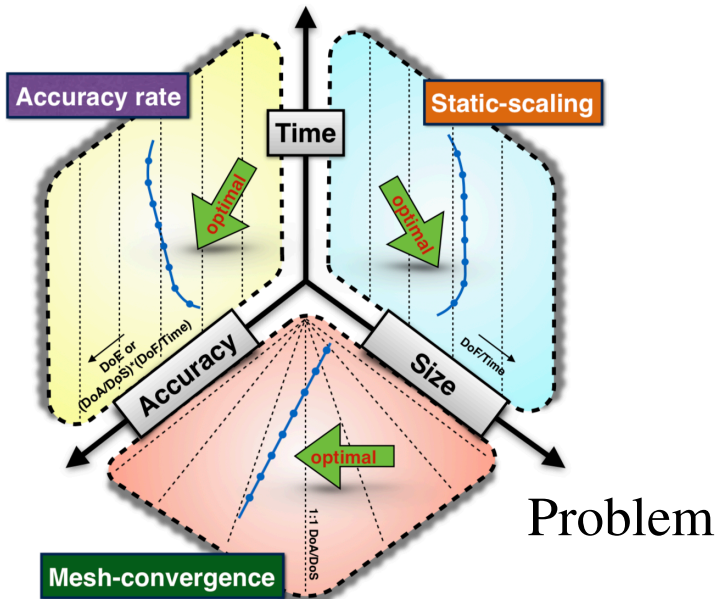 Accuracy rate
Static-scaling
Time
optimal
optimal
DoE or
(DoA/DoS)*(DoF/Time)
DoF/Time
Accuracy
Size
optimal
1:1 DoA/DoS
Problem
Mesh-convergence